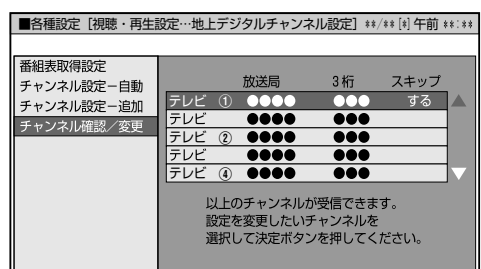 ■各種設定［視聴・再生設定…地上デジタルチャンネル設定］ **/** [*] 午前 **:**
番組表取得設定
チャンネル設定－自動
チャンネル設定－追加
チャンネル確認／変更
放送局 3桁 スキップ
テレビ ① ●●●● ●●● する ▲
テレビ ●●●● ●●●
テレビ ② ●●●● ●●●
テレビ ●●●● ●●●
テレビ ④ ●●●● ●●● ▼
以上のチャンネルが受信できます。
設定を変更したいチャンネルを
選択して決定ボタンを押してください。